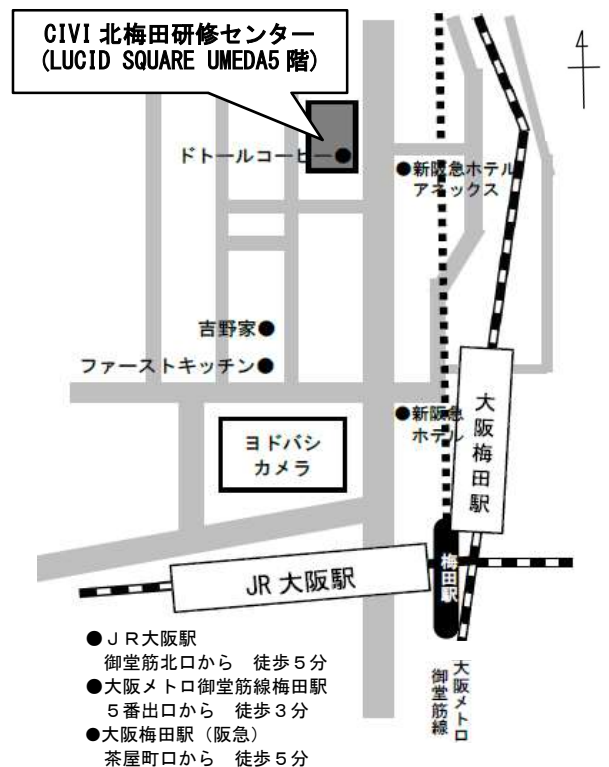 CIVI 北梅田研修センター
(LUCID SQUARE UMEDA5 階)
4
ドトールコーヒー●
●新阪急ホテル
アネックス
吉野家●
ファーストキッチン●
●新阪急
ホテル
ヨドバシ
カメラ
大阪梅田駅
梅田駅
JR 大阪駅
大阪メトロ
御堂筋線
●ＪＲ大阪駅
御堂筋北口から　徒歩５分
●大阪メトロ御堂筋線梅田駅
５番出口から　徒歩３分
●大阪梅田駅（阪急）
茶屋町口から　徒歩５分